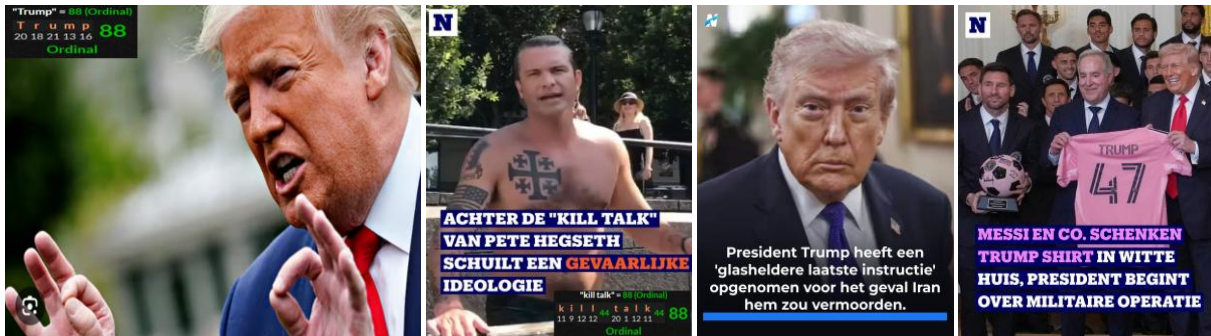 "Trump" = 88 (Ordinal)
T r u m p
20 18 21 13 16
88
Ordinal
N
ACHTER DE "KILL TALK"
VAN PETE HEGSETH
SCHUILT EEN GEVAARLIJKE
IDEOLOGIE
"kill talk" = 88 (Ordinal)
k i l l 44 t a l k 44 88
11 9 12 12 20 1 12 11
Ordinal
President Trump heeft een
'glasheldere laatste instructie'
opgenomen voor het geval Iran
hem zou vermoorden.
N
TRUMP
47
MESSI EN CO. SCHENKEN
TRUMP SHIRT IN WITTE
HUIS, PRESIDENT BEGINT
OVER MILITAIRE OPERATIE